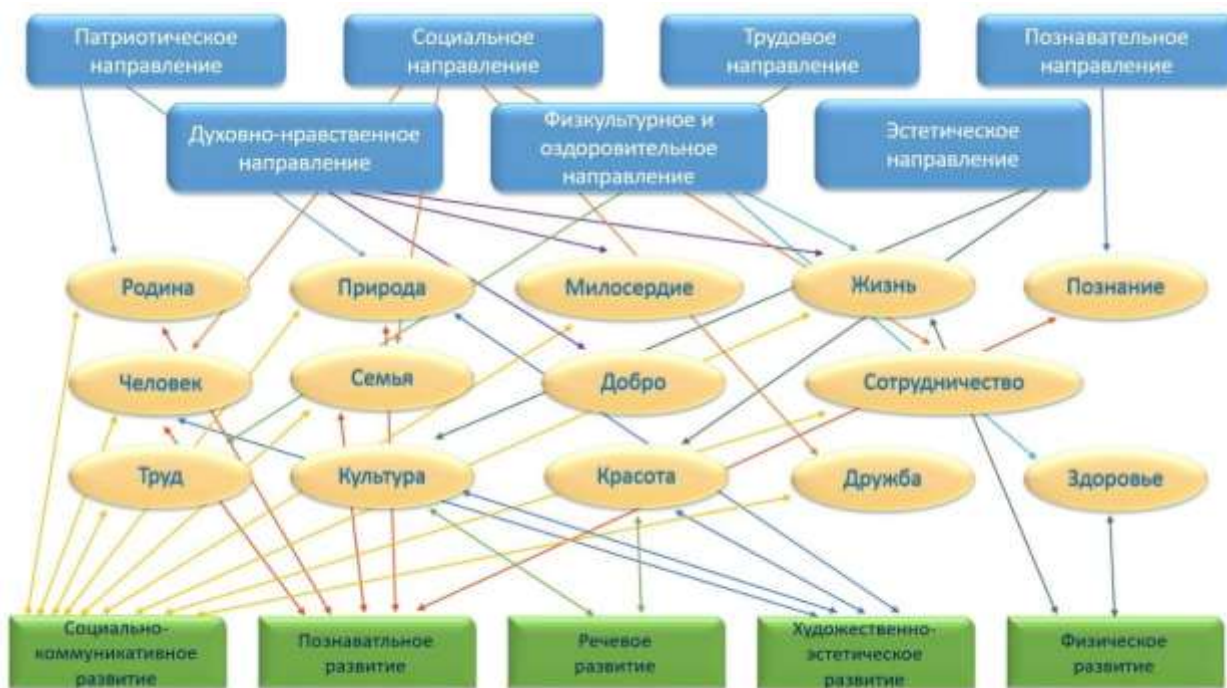 Патриотическое
направление
Социальное
направление
Трудовое
направление
Познавательное
направление
Духовно-нравственное
направление
Физкультурное и
оздоровительное
направление
Эстетическое
направление
Родина
Природа
Милосердие
Жизнь
Познание
Человек
Семья
Добро
Сотрудничество
Труд
Культура
Красота
Дружба
Здоровье
Социально-
коммуникативное
развитие
Познаватльное
развитие
Речевое
развитие
Художественно-
эстетическое
развитие
Физическое
развитие